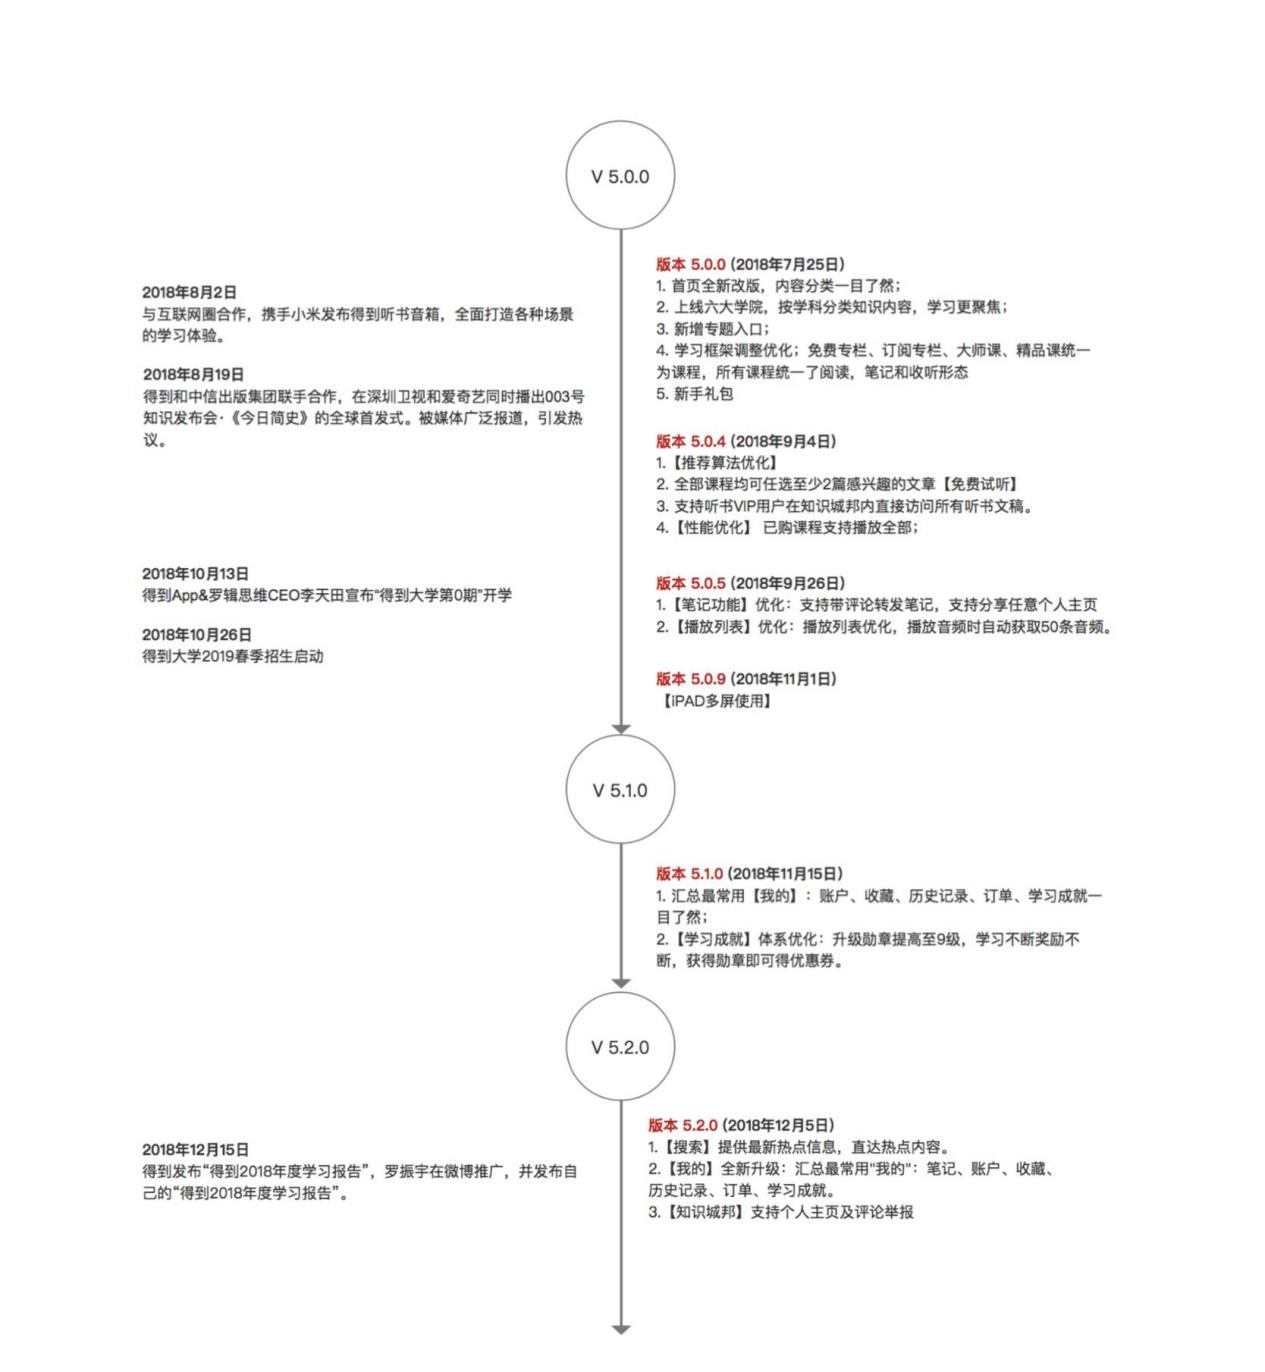 V 5.0.0
版本 5.0.0 (2018年7月25日)
1. 首页全新改版，内容分类一目了然；
2. 上线六大学院，按学科分类知识内容，学习更聚焦；
3. 新增专题入口；
4. 学习框架调整优化；免费专栏、订阅专栏、大师课、精品课统一
为课程，所有课程统一了阅读，笔记和收听形态
5. 新手礼包
2018年8月2日
与互联网圈合作，携手小米发布得到听书音箱，全面打造各种场景
的学习体验。
2018年8月19日
得到和中信出版集团联手合作，在深圳卫视和爱奇艺同时播出003号
知识发布会·《今日简史》的全球首发式。被媒体广泛报道，引发热
议。
版本 5.0.4 (2018年9月4日)
1.【推荐算法优化】
2. 全部课程均可任选至少2篇感兴趣的文章【免费试听】
3. 支持听书VIP用户在知识城邦内直接访问所有听书文稿。
4.【性能优化】 已购课程支持播放全部；
2018年10月13日
得到App&罗辑思维CEO李天田宣布“得到大学第0期”开学
2018年10月26日
得到大学2019春季招生启动
版本 5.0.5 (2018年9月26日)
1.【笔记功能】优化：支持带评论转发笔记，支持分享任意个人主页
2.【播放列表】优化：播放列表优化，播放音频时自动获取50条音频。
版本 5.0.9 (2018年11月1日)
【iPAD多屏使用】
V 5.1.0
版本 5.1.0 (2018年11月15日)
1. 汇总最常用【我的】：账户、收藏、历史记录、订单、学习成就一
目了然；
2.【学习成就】体系优化：升级勋章提高至9级，学习不断奖励不
断，获得勋章即可得优惠券。
V 5.2.0
版本 5.2.0 (2018年12月5日)
1.【搜索】提供最新热点信息，直达热点内容。
2.【我的】全新升级：汇总最常用"我的"：笔记、账户、收藏、
历史记录、订单、学习成就。
3.【知识城邦】支持个人主页及评论举报
2018年12月15日
得到发布“得到2018年度学习报告”，罗振宇在微博推广，并发布自
己的“得到2018年度学习报告”。